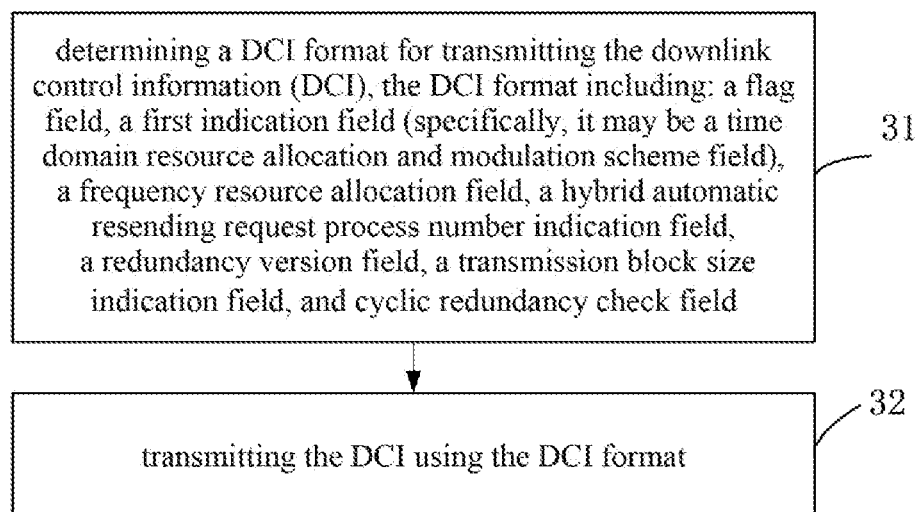 determining a DCI format for transmitting the downlink
control information (DCI), the DCI format including: a flag
field, a first indication field (specifically, it may be a time
domain resource allocation and modulation scheme field),
a frequency resource allocation field, a hybrid automatic
resending request process number indication field,
a redundancy version field, a transmission block size
indication field, and cyclic redundancy check field
31
transmitting the DCI using the DCI format
32